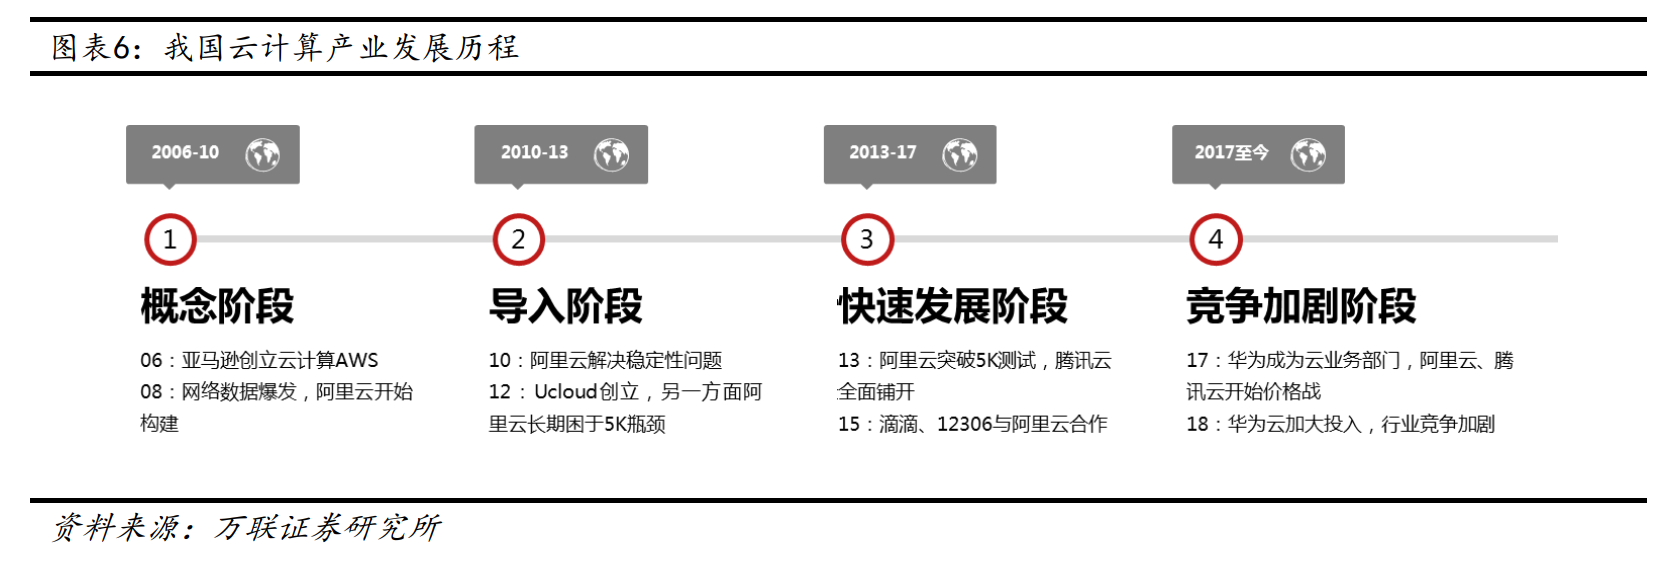 图表6：我国云计算产业发展历程
2006-10
1
概念阶段
06：亚马逊创立云计算AWS
08：网络数据爆发，阿里云开始
构建
2010-13
2
导入阶段
10：阿里云解决稳定性问题
12：Ucloud创立，另一方面阿
里云长期困于5K瓶颈
2013-17
3
快速发展阶段
13：阿里云突破5K测试，腾讯云
全面铺开
15：滴滴、12306与阿里云合作
2017至今
4
竞争加剧阶段
17：华为成为云业务部门，阿里云、腾
讯云开始价格战
18：华为云加大投入，行业竞争加剧
资料来源：万联证券研究所